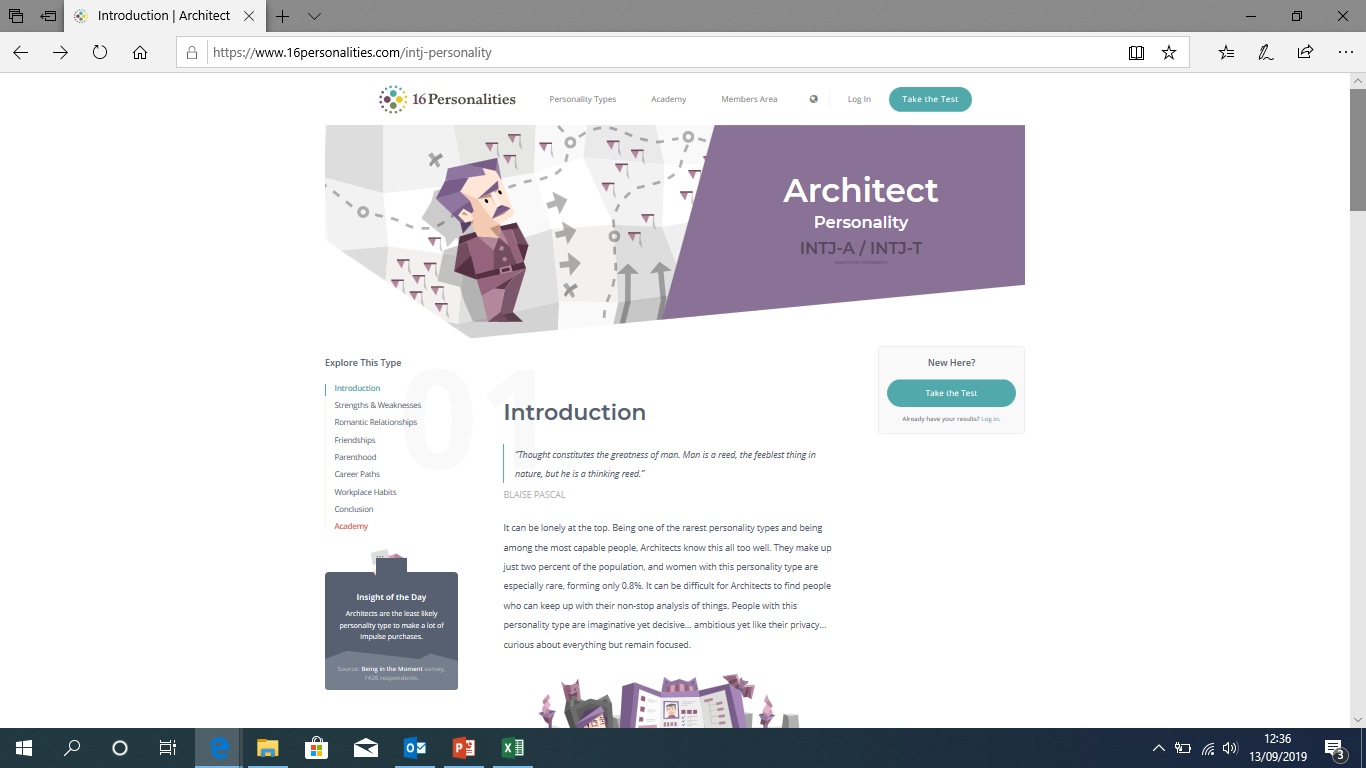 Introduction | Architect
https://www.16personalities.com/intj-personality
16Personalities
Personality Types
Academy
Members Area
Log In
Take the Test
Architect
Personality
INTJ-A / INTJ-T
Explore This Type
Introduction
Strengths & Weaknesses
Romantic Relationships
Friendships
Parenthood
Career Paths
Workplace Habits
Conclusion
Academy
Insight of the Day
Architects are the least likely
personality type to make a lot of
impulse purchases.
Source: Being in the Moment survey,
7426 respondents.
01
Introduction
“Thought constitutes the greatness of man. Man is a reed, the feeblest thing in
nature, but he is a thinking reed.”
BLAISE PASCAL
It can be lonely at the top. Being one of the rarest personality types and being
among the most capable people, Architects know this all too well. They make up
just two percent of the population, and women with this personality type are
especially rare, forming only 0.8%. It can be difficult for Architects to find people
who can keep up with their non-stop analysis of things. People with this
personality type are imaginative yet decisive... ambitious yet like their privacy...
curious about everything but remain focused.
New Here?
Take the Test
Already have your results? Log in.
12:36
13/09/2019
3